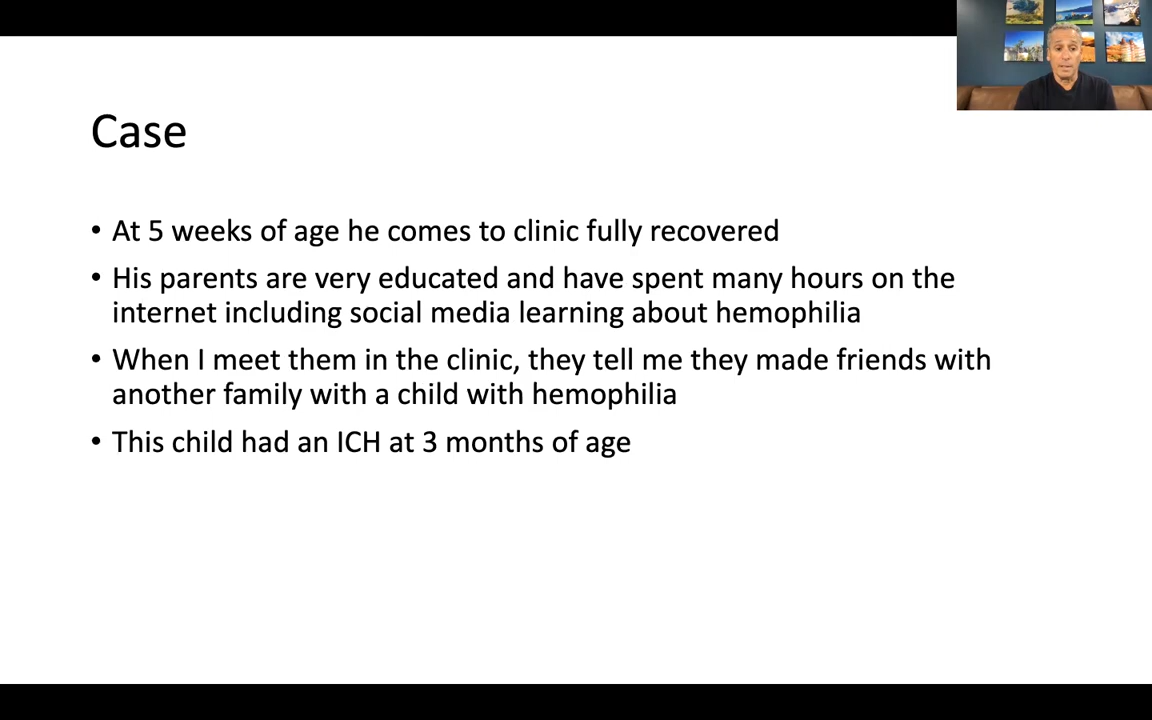 Case
• At 5 weeks of age he comes to clinic fully recovered
• His parents are very educated and have spent many hours on the
internet including social media learning about hemophilia
• When I meet them in the clinic, they tell me they made friends with
another family with a child with hemophilia
• This child had an ICH at 3 months of age